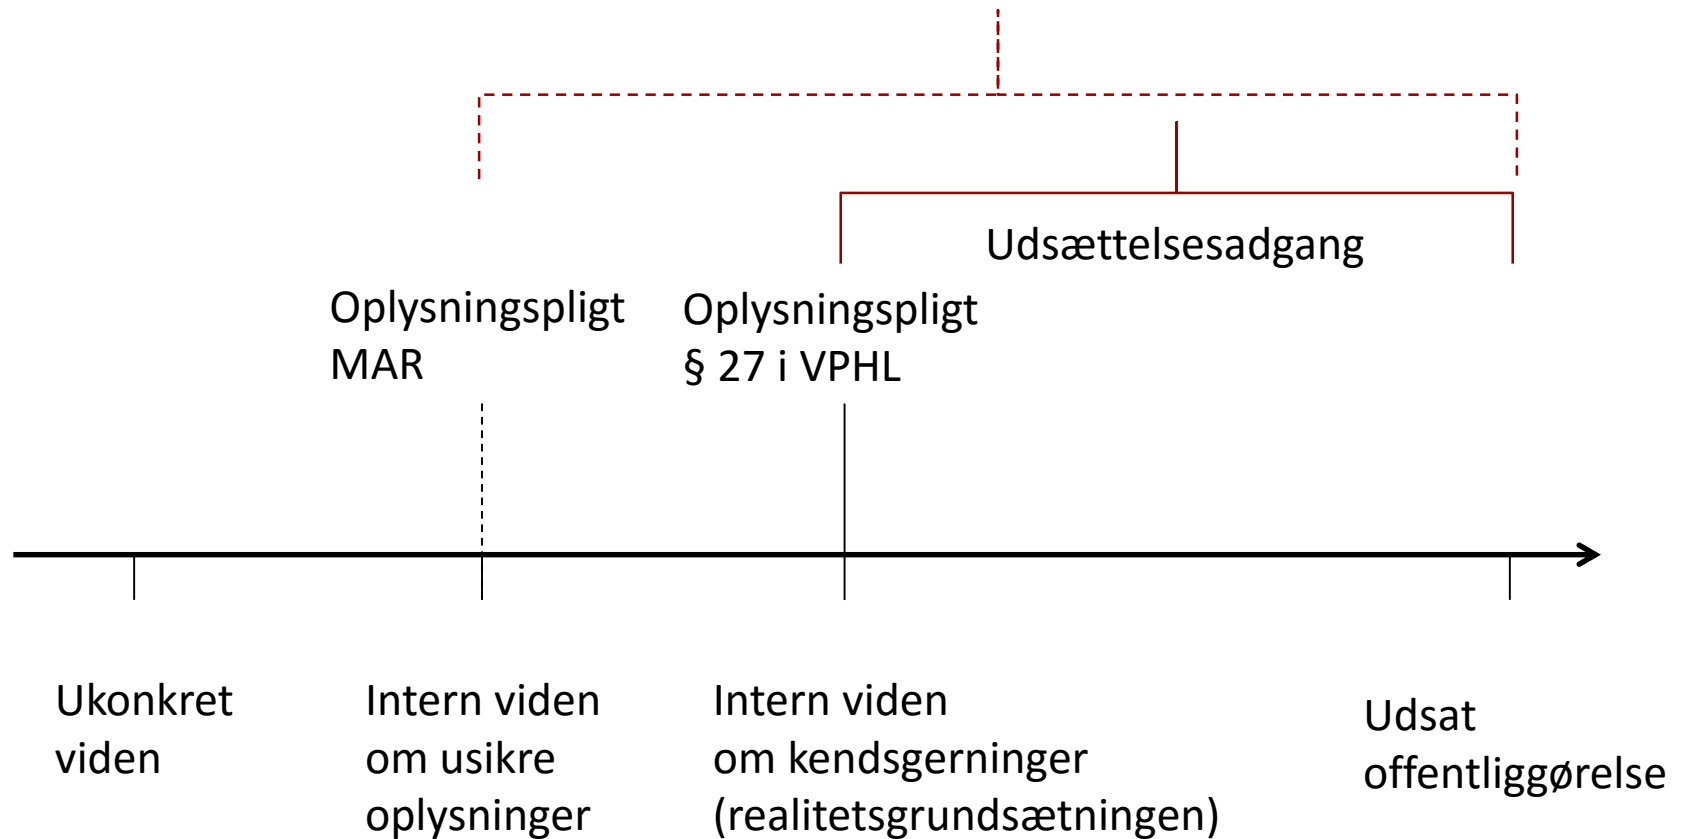 Udsættelsesadgang
Oplysningspligt
MAR
Oplysningspligt
§ 27 i VPHL
Ukonkret
viden
Intern viden
om usikre
oplysninger
Intern viden
om kendsgerninger
(realitetsgrundsætningen)
Udsat
offentliggørelse